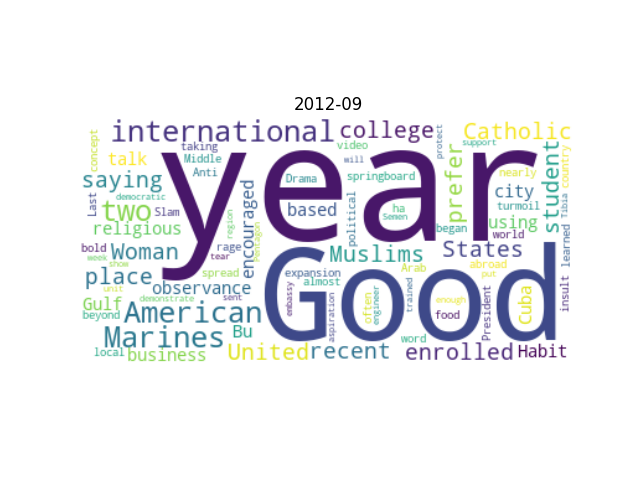 2012-09
year
Good
international
college
Catholic
concept
taking
video
protect
support
talk
Middle
will
nearly
country
saying
Anti
Drama
springboard
prefer
student
Last
democratic
encouraged
two
Slam
based
political
ha
Semen
city
Tibia
religious
region
using
turmoil
learned
bold
Woman
rage
Pentagon
began
world
week
show
tear
Muslims
States
place
observance
spread
expansion
Arab
abroad
insult
unit
demonstrate
sent
embassy
almost
trained
enough
put
Gulf
American
aspiration
often
engineer
food
President
Cuba
beyond
Marines
Bu
word
local
business
United
recent
enrolled
Habit